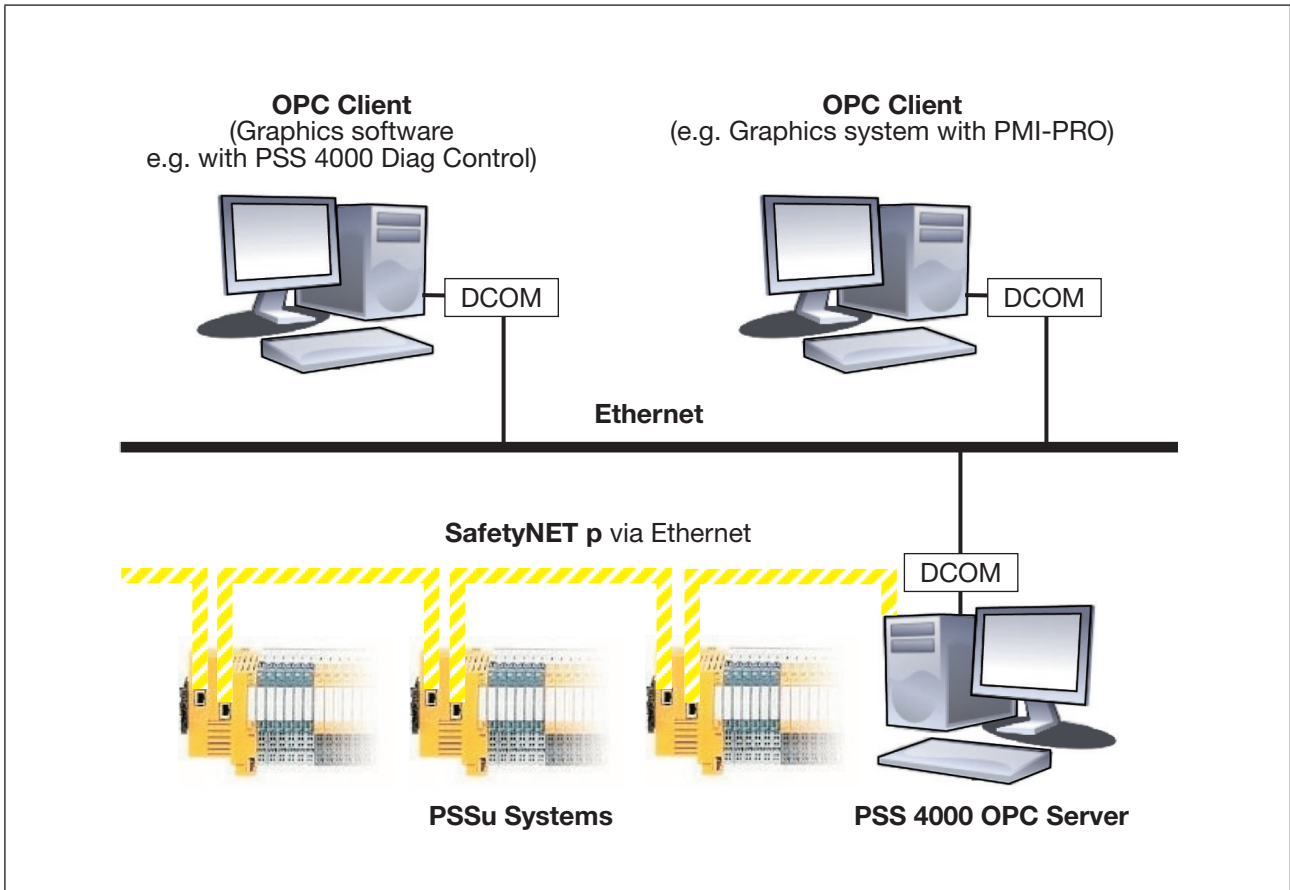 OPC Client
(Graphics software
e.g. with PSS 4000 Diag Control)
OPC Client
(e.g. Graphics system with PMI-PRO)
DCOM
DCOM
Ethernet
SafetyNET p via Ethernet
DCOM
PSSu Systems
PSS 4000 OPC Server